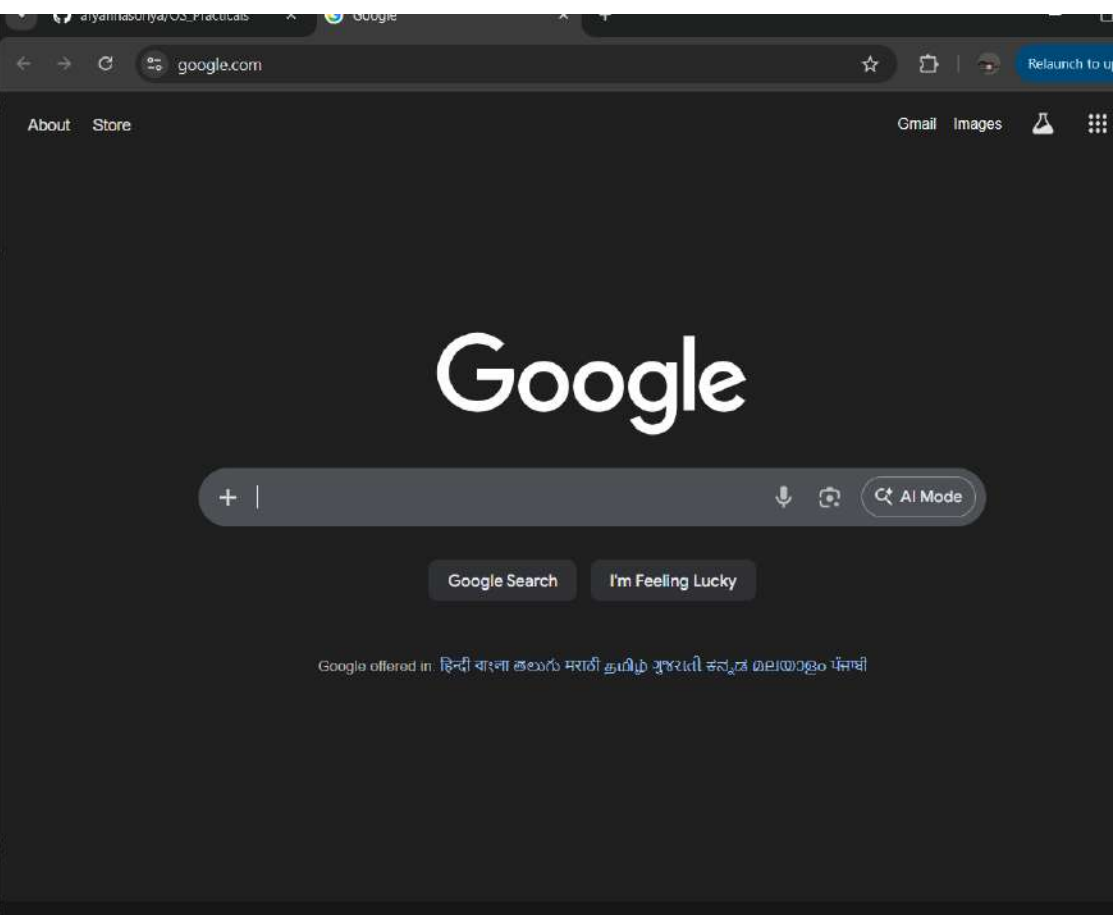 Google
google.com
Relaunch to up
About Store
Gmail Images
Google
AI Mode
Google Search I'm Feeling Lucky
Google offered in: हिन्दी বাংলা తెలుగు मराठी தமிழ் ગુજરાતી ಕನ್ನಡ മലയാളം ਪੰਜਾਬੀ